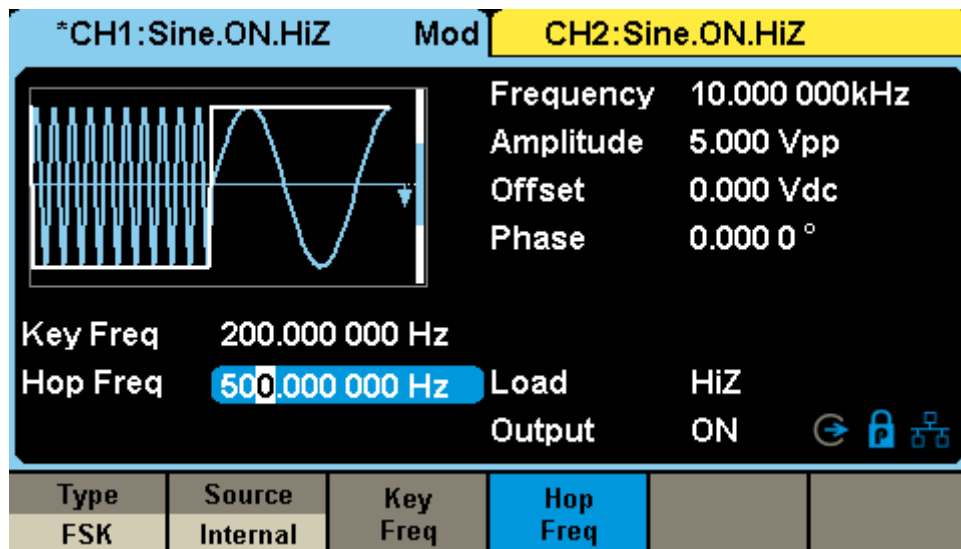 *CH1:Sine.ON.HiZ Mod CH2:Sine.ON.HiZ
Frequency 10.000 000kHz
Amplitude 5.000 Vpp
Offset 0.000 Vdc
Phase 0.000 0 °
Key Freq 200.000 000 Hz
Hop Freq 500.000 000 Hz Load HiZ
Output ON P
Type Source Key Hop
FSK Internal Freq Freq